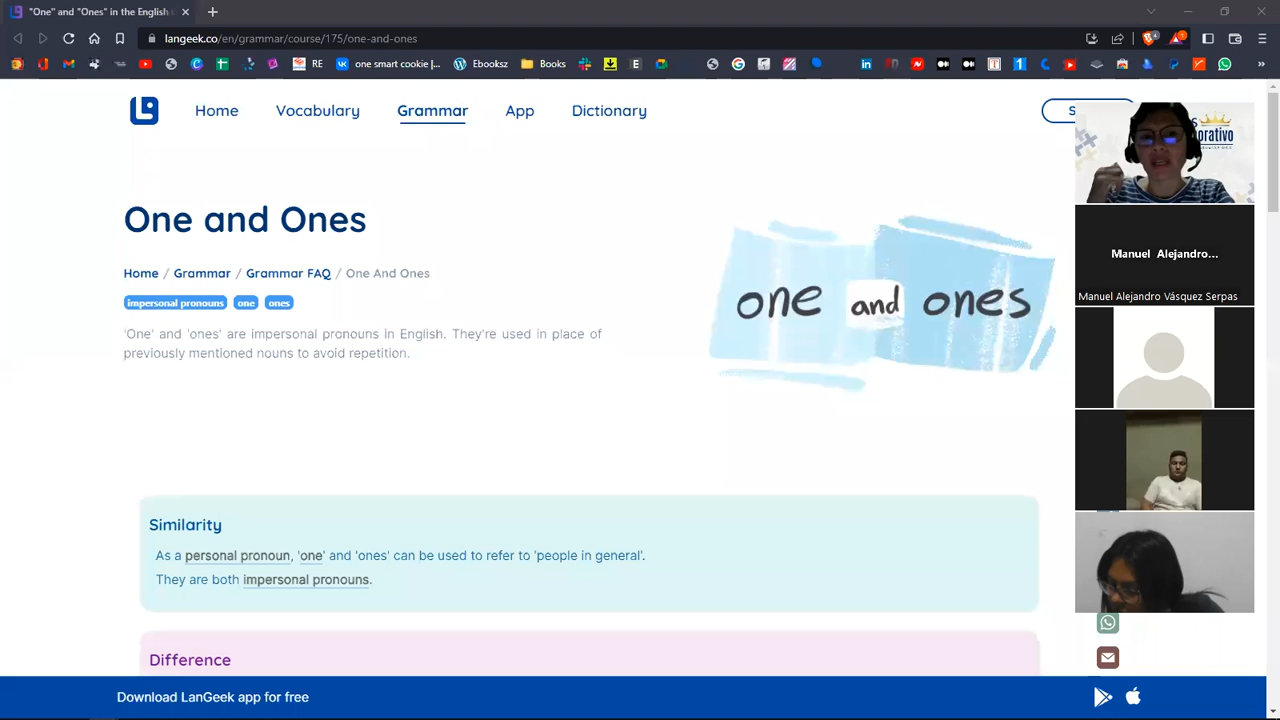 "One" and "Ones" in the English
langeek.co/en/grammar/course/175/one-and-ones
RE
one smart cookie |...
Ebooksz
Books
Home
Vocabulary
Grammar
App
Dictionary
S
S
orativo
One and Ones
Home / Grammar / Grammar FAQ / One And Ones
impersonal pronouns
one
ones
'One' and 'ones' are impersonal pronouns in English. They're used in place of
previously mentioned nouns to avoid repetition.
one and ones
Manuel Alejandro...
Manuel Alejandro Vásquez Serpas
Similarity
As a personal pronoun, 'one' and 'ones' can be used to refer to 'people in general'.
They are both impersonal pronouns.
Difference
Download LanGeek app for free